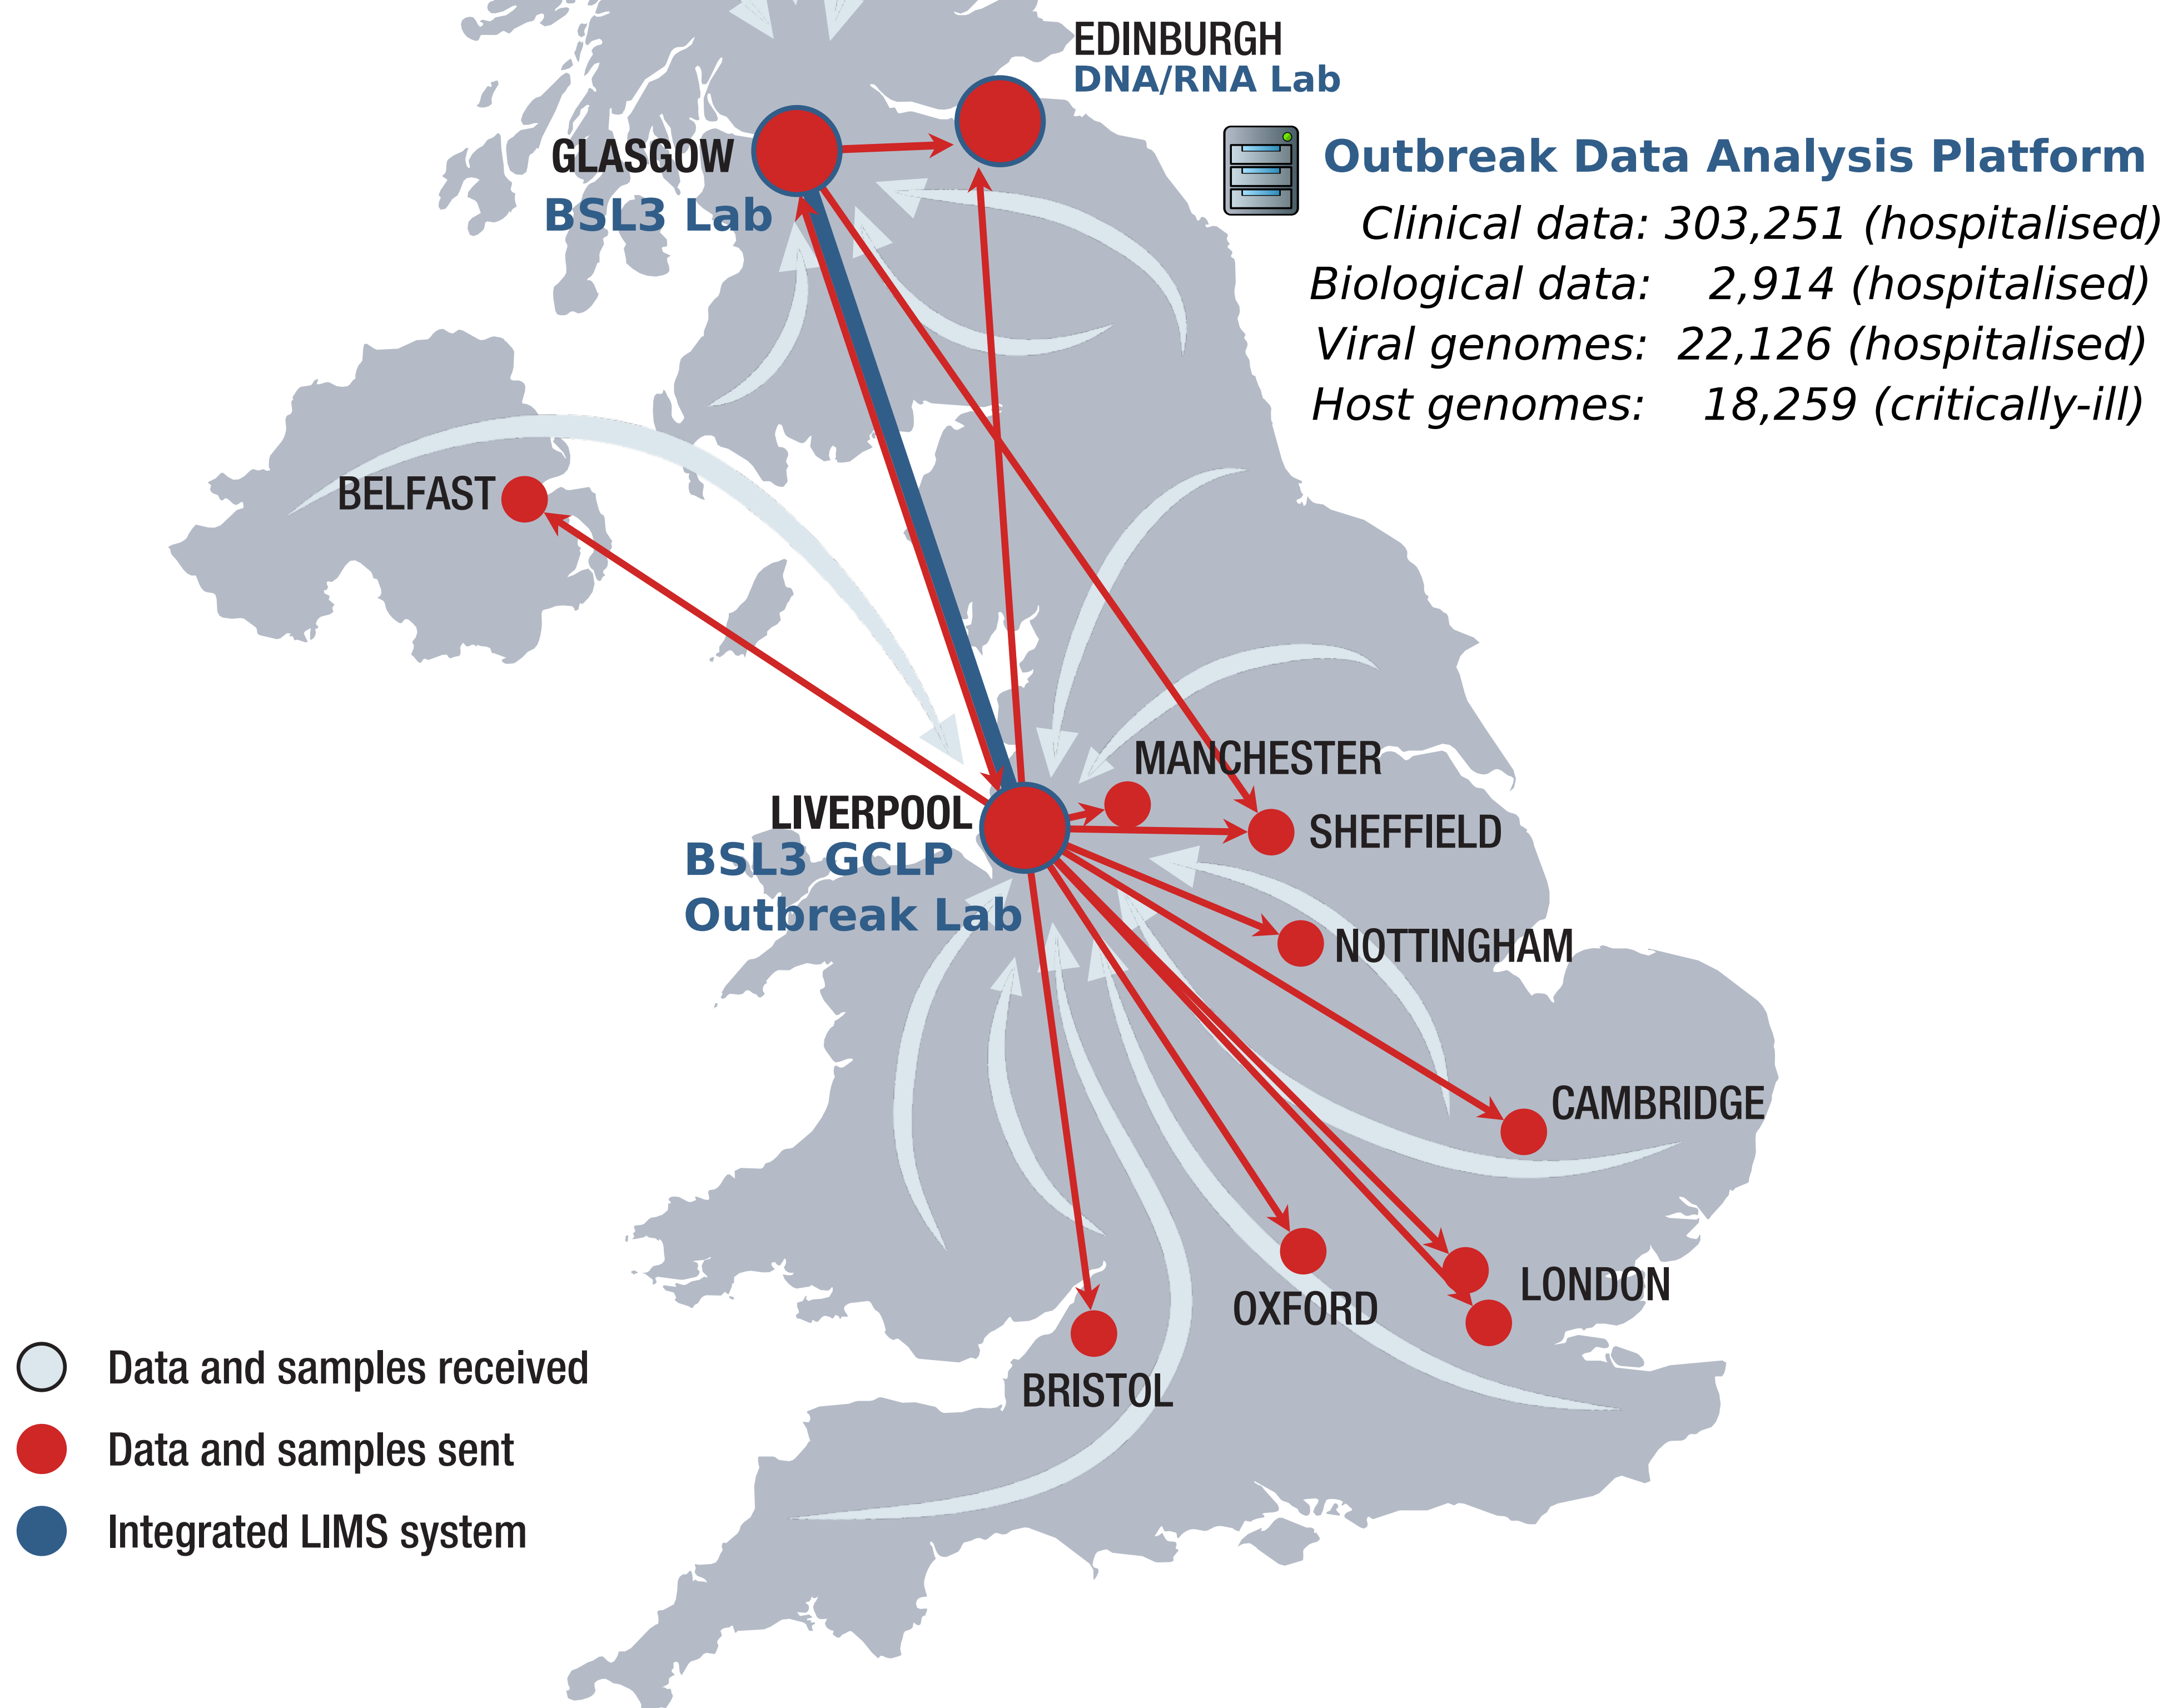 EDINBURGH
DNA/RNA Lab
GLASGOW
BSL3 Lab
Outbreak Data Analysis Platform
Clinical data: 303,251 (hospitalised)
Biological data: 2,914 (hospitalised)
Viral genomes: 22,126 (hospitalised)
Host genomes: 18,259 (critically-ill)
BELFAST
MANCHESTER
LIVERPOOL
BSL3 GCLP
Outbreak Lab
SHEFFIELD
NOTTINGHAM
CAMBRIDGE
LONDON
OXFORD
BRISTOL
Data and samples received
Data and samples sent
Integrated LIMS system